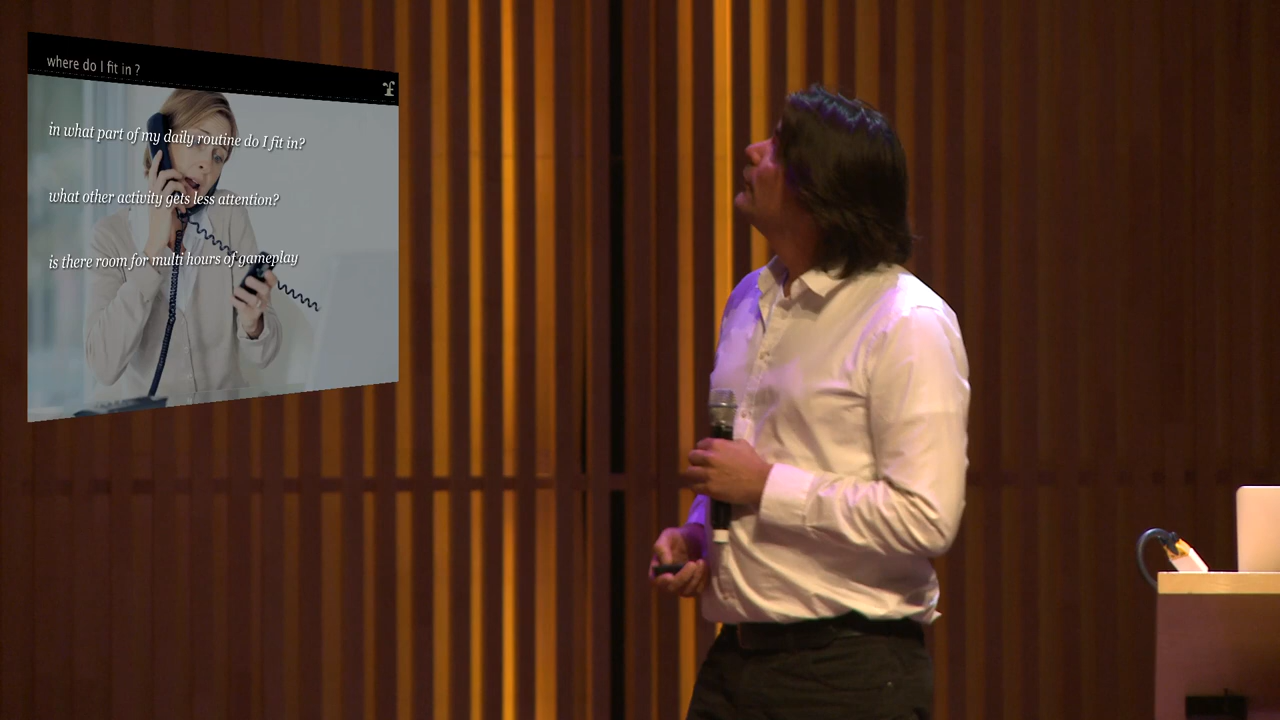 where do I fit in ?
in what part of my daily routine do I fit in?
what other activity gets less attention?
is there room for multi hours of gameplay